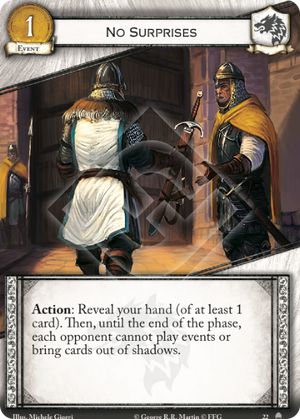 1
EVENT
NO SURPRISES
Action: Reveal your hand (of at least 1
card). Then, until the end of the phase,
each opponent cannot play events or
bring cards out of shadows.
Illus. Michele Giorgi
© George R.R. Martin © FFG
22